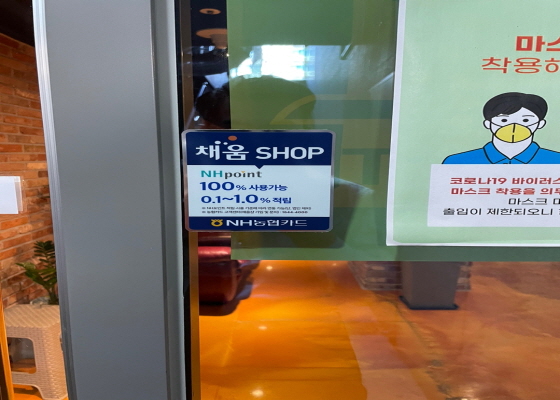 채움 SHOP
NHpoint
100% 사용가능
0.1~1.0% 적립
NH농협카드
마스
착용하
코로나19 바이러스
마스크 착용을 의무
마스크 미
출입이 제한되오니